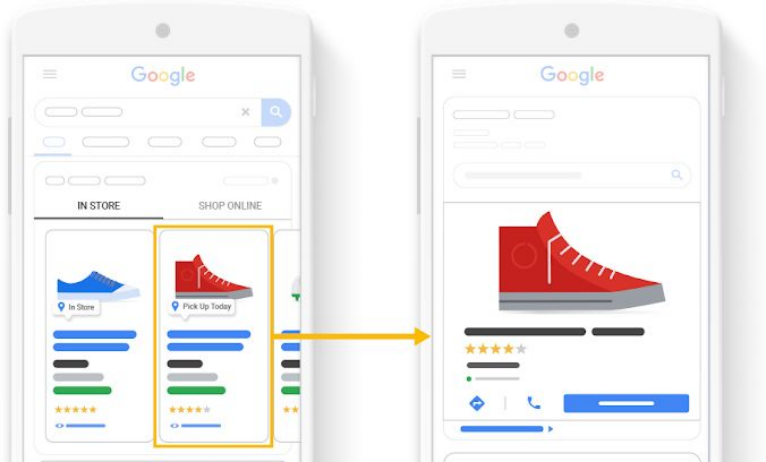 Google
IN STORE
SHOP ONLINE
In Store
Pick Up Today
Google